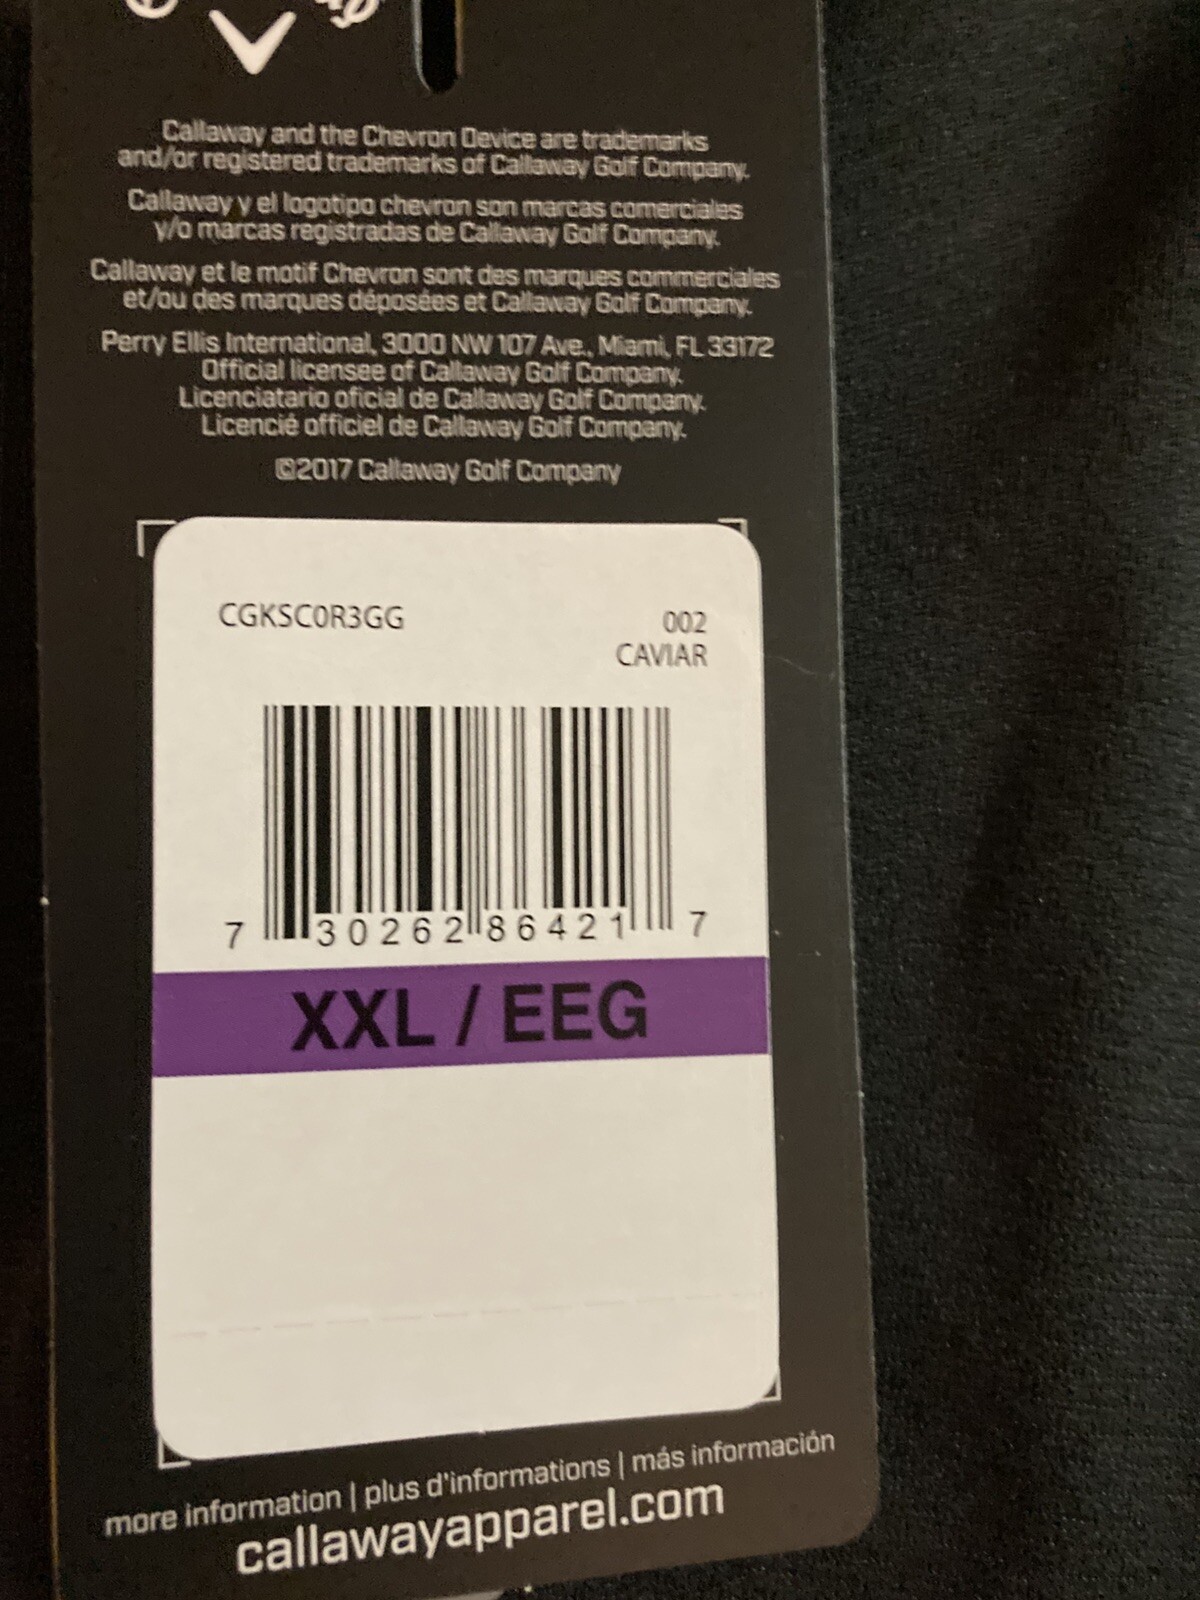 Callaway and the Chevron Device are trademarks
and/or registered trademarks of Callaway Golf Company.
Callaway y el logotipo chevron son marcas comerciales
y/o marcas registradas de Callaway Golf Company.
Callaway et le motif Chevron sont des marques commerciales
et/ou des marques déposées et Callaway Golf Company.
Perry Ellis International, 3000 NW 107 Ave., Miami, FL 33172
Official licensee of Callaway Golf Company.
Licenciatario oficial de Callaway Golf Company.
Licencié officiel de Callaway Golf Company.
©2017 Callaway Golf Company
CGKSC0R3GG 002
CAVIAR
7 30262 86421 7
XXL / EEG
more information | plus d'informations | más información
callawayapparel.com